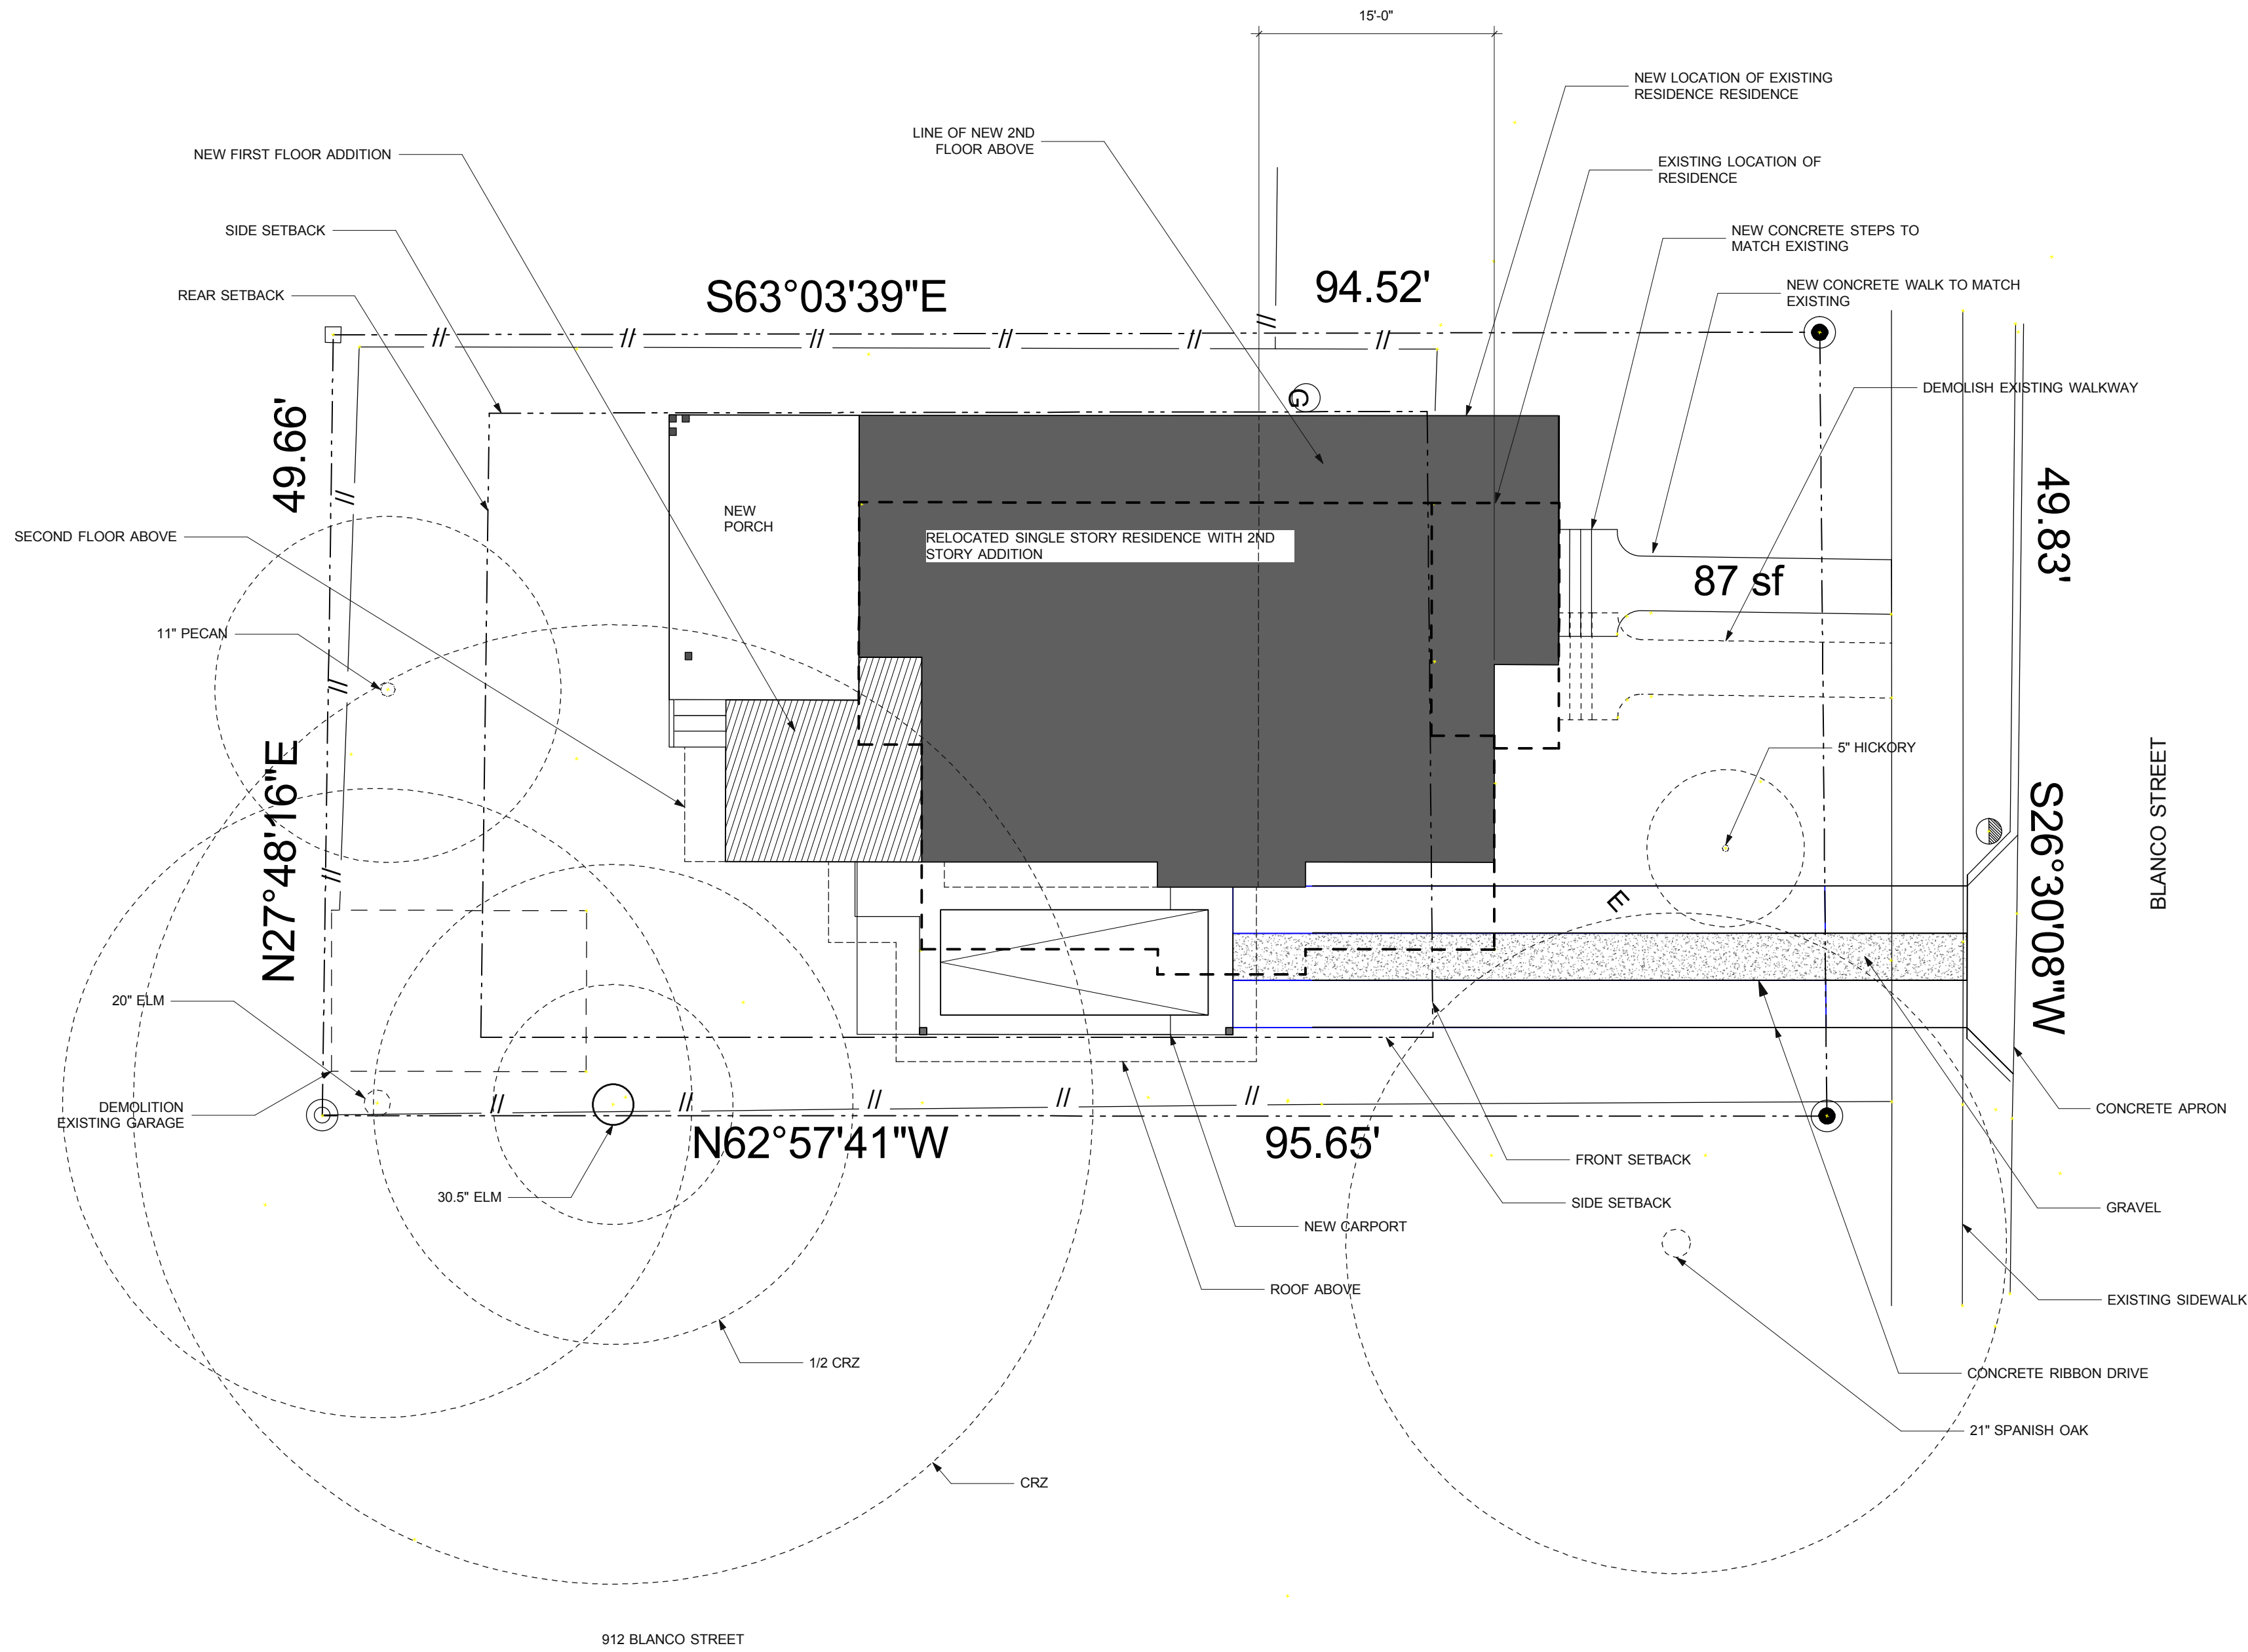 15'-0"
NEW LOCATION OF EXISTING
RESIDENCE RESIDENCE
LINE OF NEW 2ND
FLOOR ABOVE
NEW FIRST FLOOR ADDITION
EXISTING LOCATION OF
RESIDENCE
SIDE SETBACK
NEW CONCRETE STEPS TO
MATCH EXISTING
REAR SETBACK
S63°03'39"E
94.52'
NEW CONCRETE WALK TO MATCH
EXISTING
DEMOLISH EXISTING WALKWAY
G
49.66'
49.83'
NEW
PORCH
SECOND FLOOR ABOVE
RELOCATED SINGLE STORY RESIDENCE WITH 2ND
STORY ADDITION
87 sf
11" PECAN
5" HICKORY
BLANCO STREET
N27°48'16"E
S26°30'08"W
E
20" ELM
DEMOLITION
EXISTING GARAGE
CONCRETE APRON
N62°57'41"W
95.65'
FRONT SETBACK
30.5" ELM
SIDE SETBACK
GRAVEL
NEW CARPORT
ROOF ABOVE
EXISTING SIDEWALK
1/2 CRZ
CONCRETE RIBBON DRIVE
21" SPANISH OAK
CRZ
912 BLANCO STREET